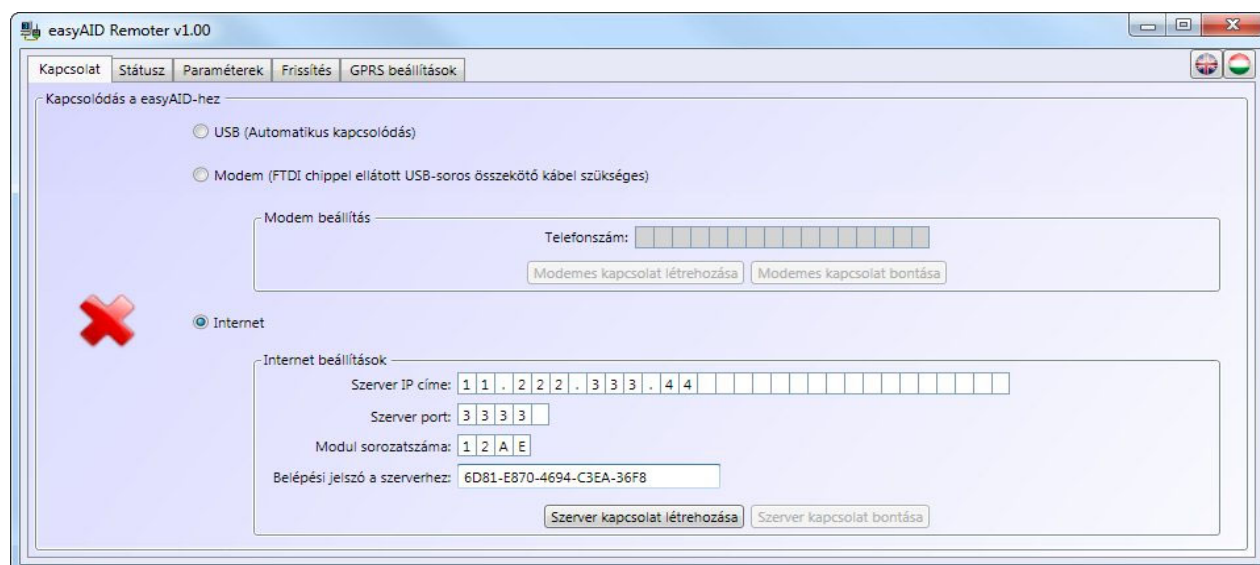 easyAID Remoter v1.00
Kapcsolat Státusz Paraméterek Frissítés GPRS beállítások
Kapcsolódás a easyAID-hez
USB (Automatikus kapcsolódás)
Modem (FTDI chippel ellátott USB-soros összekötő kábel szükséges)
Modem beállítás
Telefonszám:
Modemes kapcsolat létrehozása Modemes kapcsolat bontása
Internet
Internet beállítások
Szerver IP címe: 11.222.333.44
Szerver port: 3333
Modul sorozatszáma: 12AE
Belépési jelszó a szerverhez: 6D81-E870-4694-C3EA-36F8
Szerver kapcsolat létrehozása Szerver kapcsolat bontása